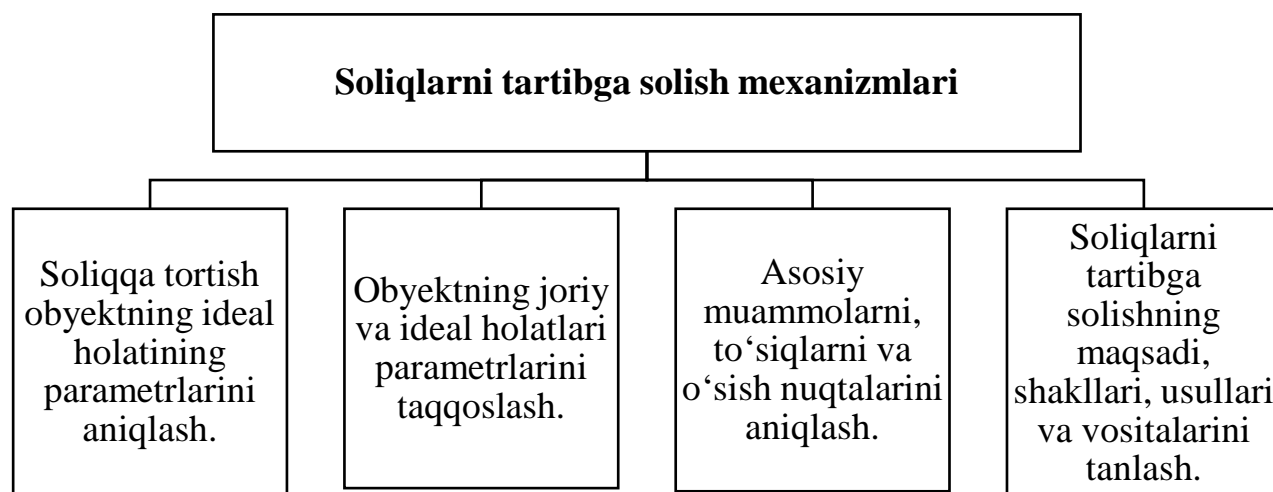 Soliqlarni tartibga solish mexanizmlari
Soliqqa tortish
obyektning ideal
holatining
parametrlarini
aniqlash.
Obyektning joriy
va ideal holatlari
parametrlarini
taqqoslash.
Asosiy
muammolarni,
to‘siqlarni va
o‘sish nuqtalarini
aniqlash.
Soliqlarni
tartibga
solishning
maqsadi,
shakllari, usullari
va vositalarini
tanlash.